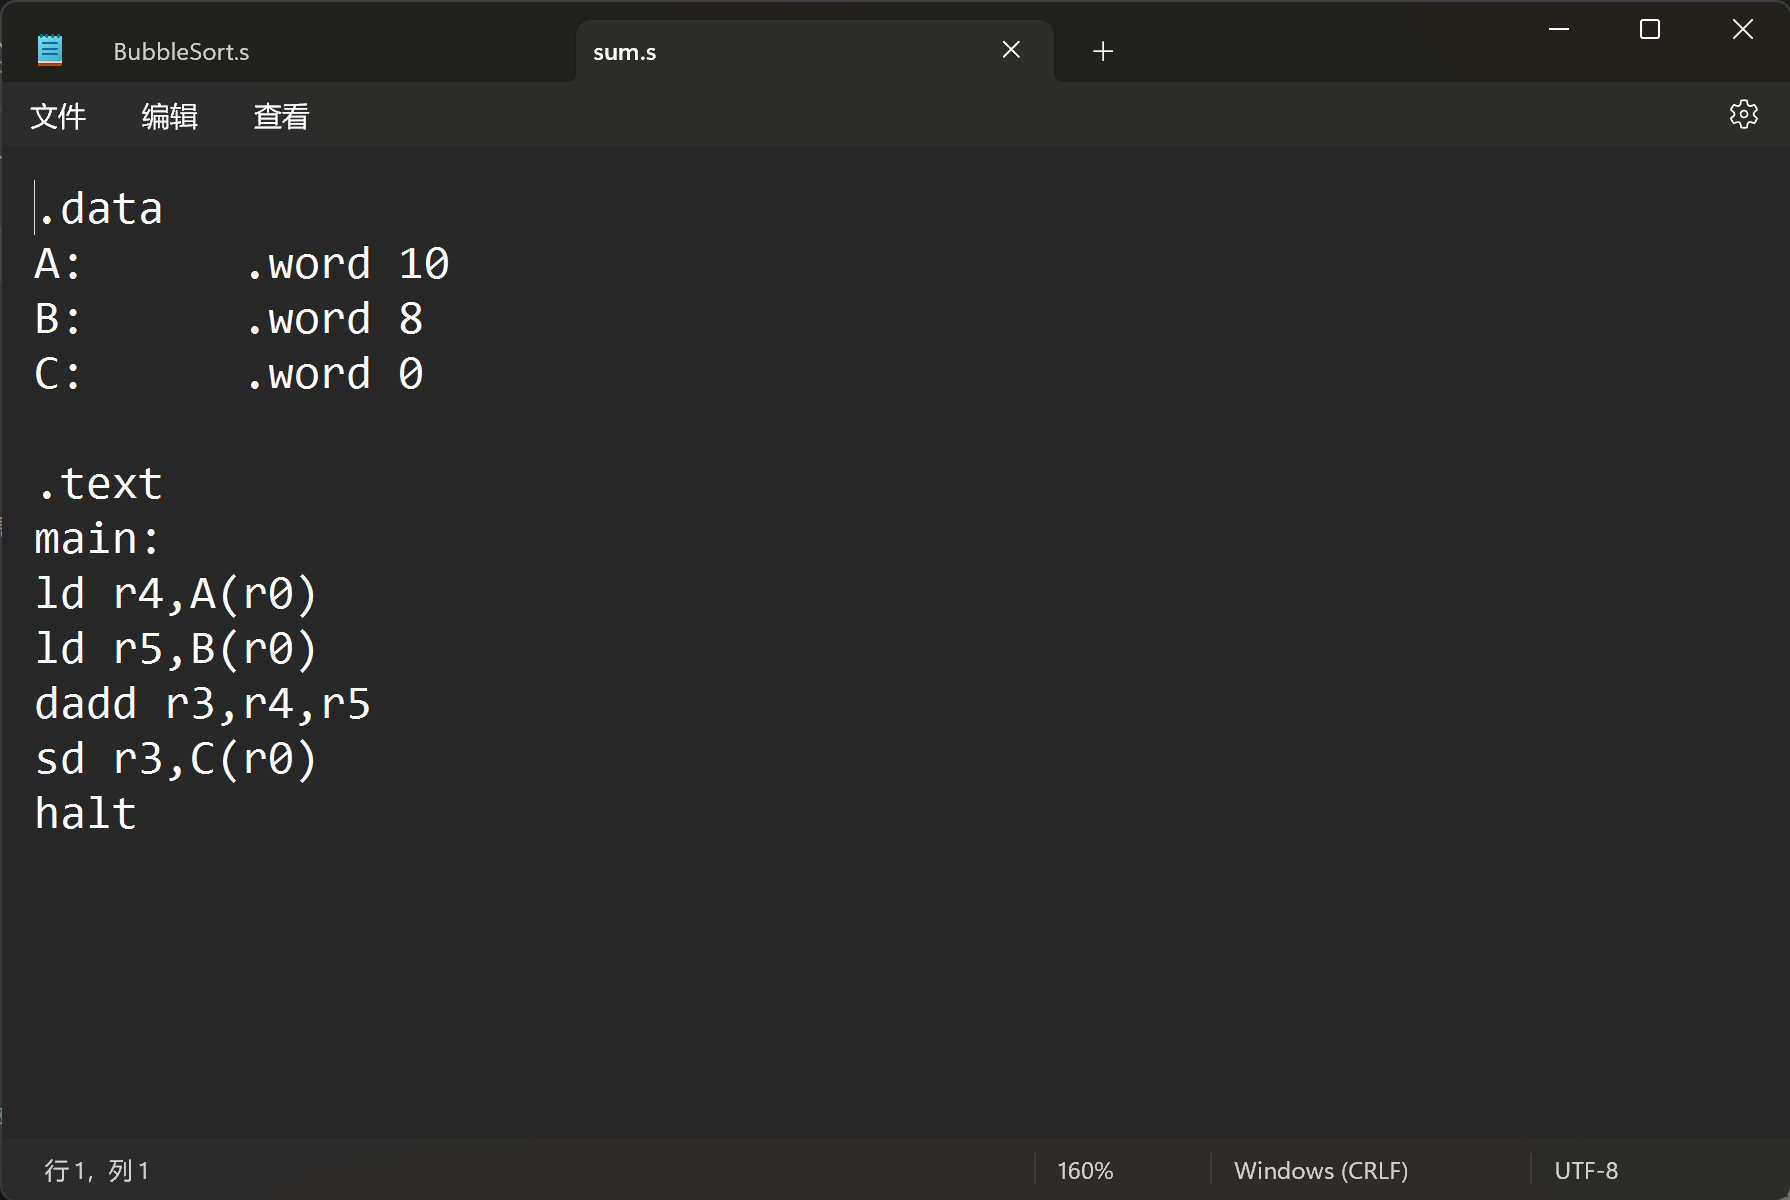 BubbleSort.s
sum.s
文件 编辑 查看
.data
A: .word 10
B: .word 8
C: .word 0
.text
main:
ld r4,A(r0)
ld r5,B(r0)
dadd r3,r4,r5
sd r3,C(r0)
halt
行 1，列 1
160%
Windows (CRLF)
UTF-8